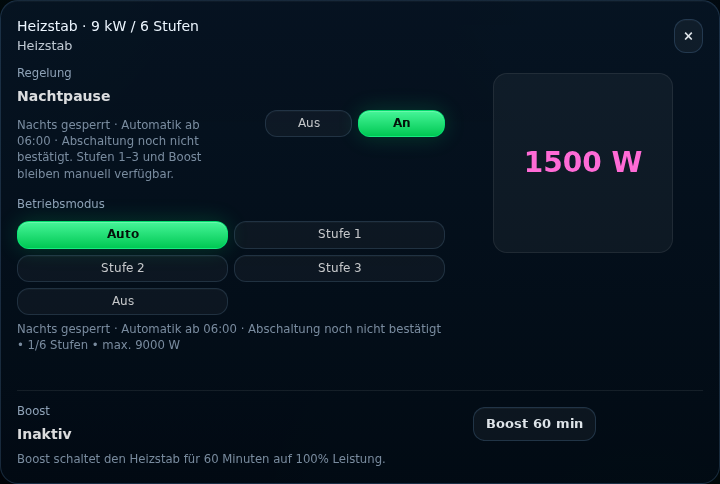 Heizstab · 9 kW / 6 Stufen
Heizstab
×
Regelung
Nachtpause
Nachts gesperrt · Automatik ab
06:00 · Abschaltung noch nicht
bestätigt. Stufen 1–3 und Boost
bleiben manuell verfügbar.
Aus
An
1500 W
Betriebsmodus
Auto
Stufe 1
Stufe 2
Stufe 3
Aus
Nachts gesperrt · Automatik ab 06:00 · Abschaltung noch nicht bestätigt
• 1/6 Stufen • max. 9000 W
Boost
Inaktiv
Boost 60 min
Boost schaltet den Heizstab für 60 Minuten auf 100% Leistung.